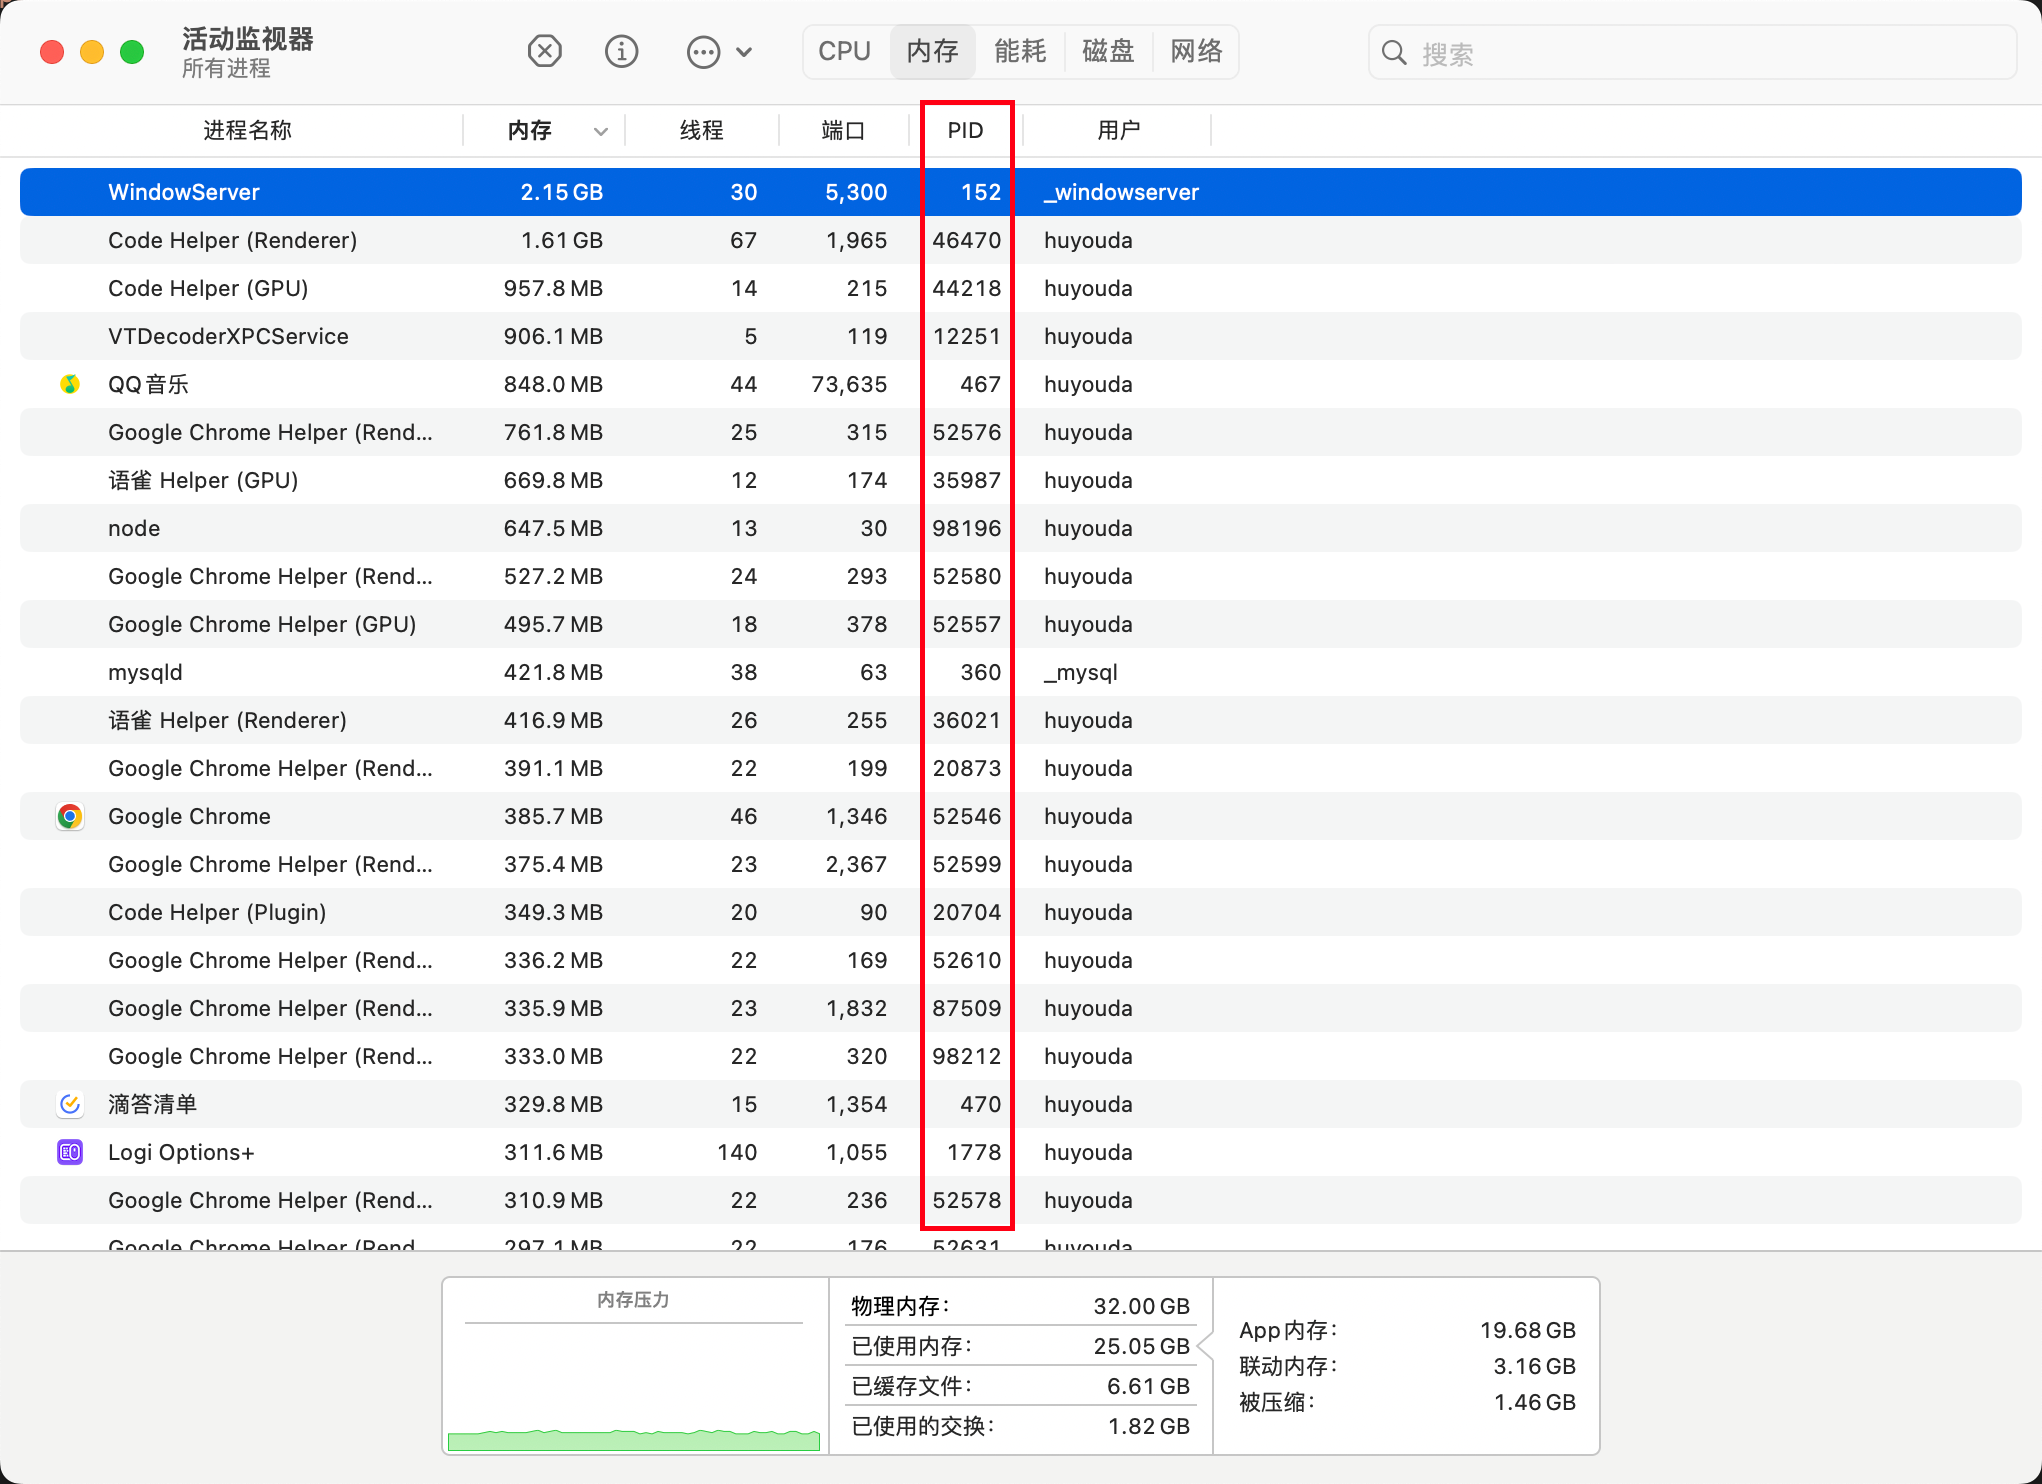 活动监视器
所有进程
CPU 内存 能耗 磁盘 网络
搜索
进程名称 内存 线程 端口 PID 用户
WindowServer 2.15 GB 30 5,300 152 _windowserver
Code Helper (Renderer) 1.61 GB 67 1,965 46470 huyouda
Code Helper (GPU) 957.8 MB 14 215 44218 huyouda
VTDecoderXPCService 906.1 MB 5 119 12251 huyouda
QQ音乐 848.0 MB 44 73,635 467 huyouda
Google Chrome Helper (Rend... 761.8 MB 25 315 52576 huyouda
语雀 Helper (GPU) 669.8 MB 12 174 35987 huyouda
node 647.5 MB 13 30 98196 huyouda
Google Chrome Helper (Rend... 527.2 MB 24 293 52580 huyouda
Google Chrome Helper (GPU) 495.7 MB 18 378 52557 huyouda
mysqld 421.8 MB 38 63 360 _mysql
语雀 Helper (Renderer) 416.9 MB 26 255 36021 huyouda
Google Chrome Helper (Rend... 391.1 MB 22 199 20873 huyouda
Google Chrome 385.7 MB 46 1,346 52546 huyouda
Google Chrome Helper (Rend... 375.4 MB 23 2,367 52599 huyouda
Code Helper (Plugin) 349.3 MB 20 90 20704 huyouda
Google Chrome Helper (Rend... 336.2 MB 22 169 52610 huyouda
Google Chrome Helper (Rend... 335.9 MB 23 1,832 87509 huyouda
Google Chrome Helper (Rend... 333.0 MB 22 320 98212 huyouda
滴答清单 329.8 MB 15 1,354 470 huyouda
Logi Options+ 311.6 MB 140 1,055 1778 huyouda
Google Chrome Helper (Rend... 310.9 MB 22 236 52578 huyouda
Google Chrome Helper (Rend... 297.1 MB 22 176 52631 huyouda
内存压力
物理内存： 32.00 GB
已使用内存： 25.05 GB
已缓存文件： 6.61 GB
已使用的交换： 1.82 GB
App内存： 19.68 GB
联动内存： 3.16 GB
被压缩： 1.46 GB